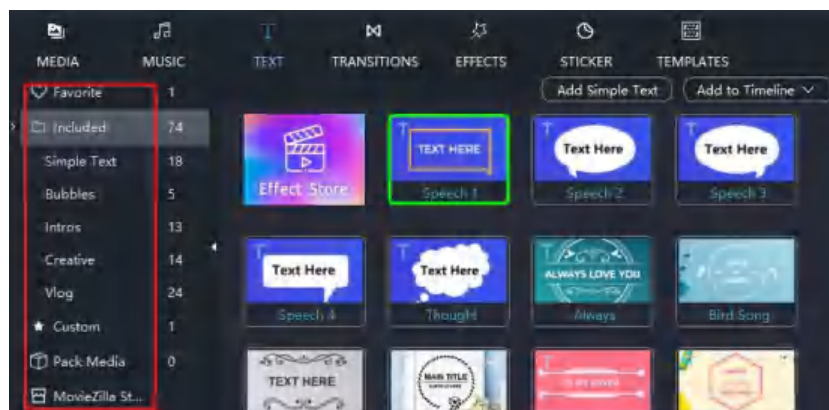 MEDIA MUSIC TEXT TRANSITIONS EFFECTS STICKER TEMPLATES
Favorite 1
Add Simple Text Add to Timeline
Included 74
Simple Text 18
Bubbles 5
Intros 13
Creative 14
Vlog 24
Custom 1
Pack Media 0
MovieZilla St...
Effect Store
TEXT HERE
Speech 1
Text Here
Speech 2
Text Here
Speech 3
Text Here
Speech 4
Text Here
Thought
ALWAYS LOVE YOU
Always
Bird Song
TEXT HERE
MAIN TITLE